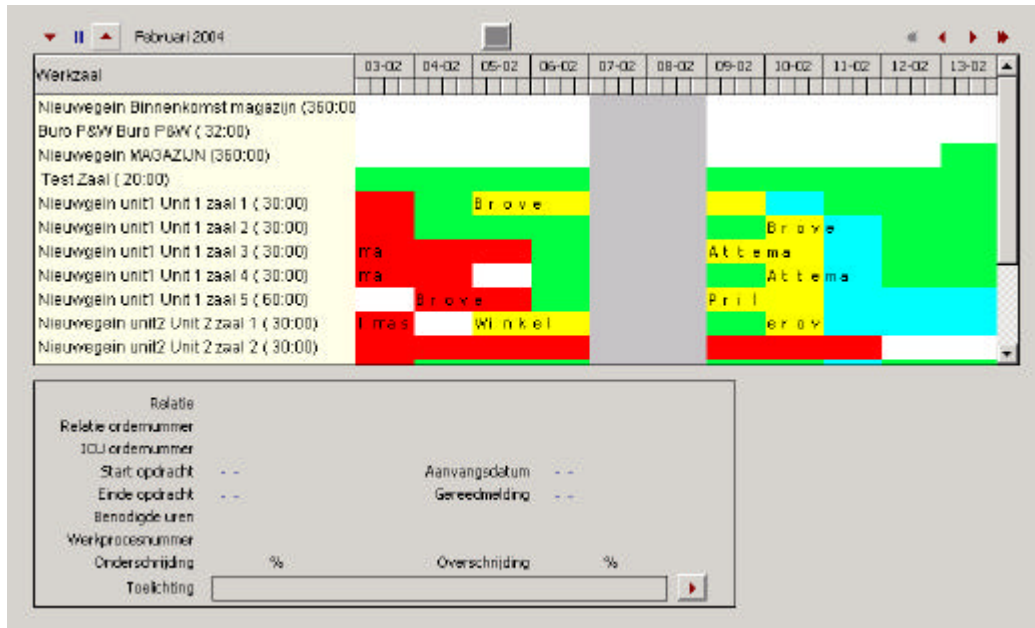 Februari 2004
Werkzaal 03-02 04-02 05-02 06-02 07-02 08-02 09-02 10-02 11-02 12-02 13-02
Nieuwegein Binnenkomst magazijn (360:00
Buro P&W Buro P&W ( 32:00)
Nieuwegein MAGAZIJN (360:00)
Test Zaal ( 20:00)
Nieuwgein unit1 Unit 1 zaal 1 ( 30:00) Brove
Nieuwegein unit1 Unit 1 zaal 2 ( 30:00) Brove
Nieuwegein unit1 Unit 1 zaal 3 ( 30:00) ma Attema
Nieuwegein unit1 Unit 1 zaal 4 ( 30:00) ma Attema
Nieuwegein unit1 Unit 1 zaal 5 ( 60:00) Brove Pril
Nieuwegein unit2 Unit 2 zaal 1 ( 30:00) lmas Winkel erov
Nieuwegein unit2 Unit 2 zaal 2 ( 30:00)
Relatie
Relatie ordernummer
ICU ordernummer
Start opdracht - - Aanvangsdatum - -
Einde opdracht - - Gereedmelding - -
Benodigde uren
Werkprocesnummer
Onderschrijding % Overschrijding %
Toelichting